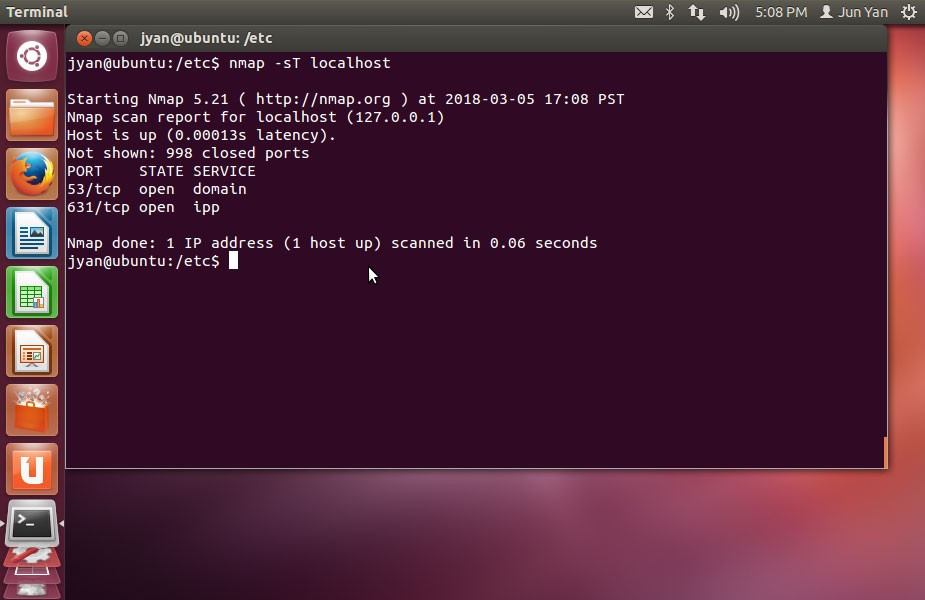 Terminal 5:08 PM Jun Yan
jyan@ubuntu: /etc
jyan@ubuntu:/etc$ nmap -sT localhost
Starting Nmap 5.21 ( http://nmap.org ) at 2018-03-05 17:08 PST
Nmap scan report for localhost (127.0.0.1)
Host is up (0.00013s latency).
Not shown: 998 closed ports
PORT    STATE SERVICE
53/tcp  open  domain
631/tcp open  ipp
Nmap done: 1 IP address (1 host up) scanned in 0.06 seconds
jyan@ubuntu:/etc$